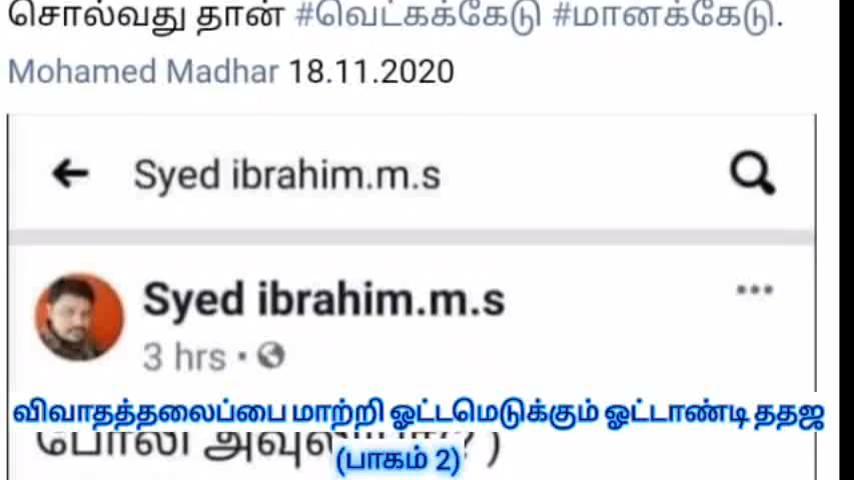 சொல்வது தான் #வெட்கக்கேடு #மானக்கேடு.
Mohamed Madhar 18.11.2020
Syed ibrahim.m.s
Syed ibrahim.m.s
3 hrs
விவாதத்தலைப்பை மாற்றி ஓட்டமெடுக்கும் ஓட்டாண்டி ததஜ
போலி
(பாகம் 2)